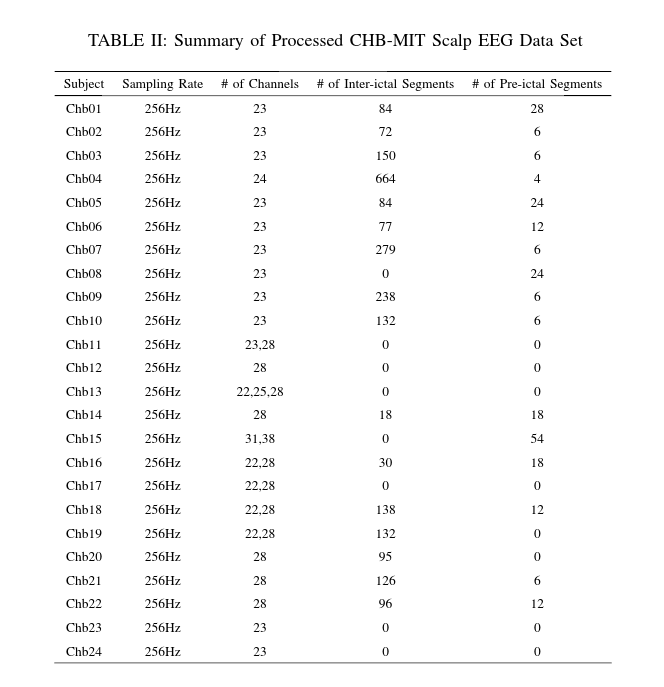 TABLE II: Summary of Processed CHB-MIT Scalp EEG Data Set
Subject Sampling Rate # of Channels # of Inter-ictal Segments # of Pre-ictal Segments
Chb01 256Hz 23 84 28
Chb02 256Hz 23 72 6
Chb03 256Hz 23 150 6
Chb04 256Hz 24 664 4
Chb05 256Hz 23 84 24
Chb06 256Hz 23 77 12
Chb07 256Hz 23 279 6
Chb08 256Hz 23 0 24
Chb09 256Hz 23 238 6
Chb10 256Hz 23 132 6
Chb11 256Hz 23,28 0 0
Chb12 256Hz 28 0 0
Chb13 256Hz 22,25,28 0 0
Chb14 256Hz 28 18 18
Chb15 256Hz 31,38 0 54
Chb16 256Hz 22,28 30 18
Chb17 256Hz 22,28 0 0
Chb18 256Hz 22,28 138 12
Chb19 256Hz 22,28 132 0
Chb20 256Hz 28 95 0
Chb21 256Hz 28 126 6
Chb22 256Hz 28 96 12
Chb23 256Hz 23 0 0
Chb24 256Hz 23 0 0